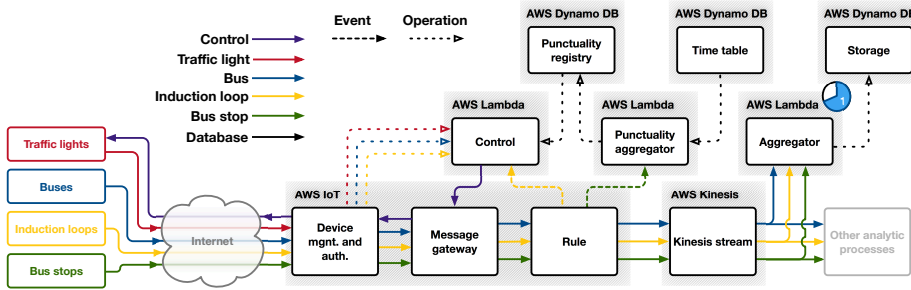 AWS Dynamo DB
AWS Dynamo DB
AWS Dynamo DB
Event
Operation
Control
Traffic light
Bus
Induction loop
Bus stop
Database
Punctuality
registry
Time table
Storage
AWS Lambda
AWS Lambda
AWS Lambda
1
Control
Punctuality
aggregator
Aggregator
Traffic lights
Buses
Induction loops
Bus stops
Internet
AWS IoT
AWS Kinesis
Device
mgnt. and
auth.
Message
gateway
Rule
Kinesis stream
Other analytic
processes